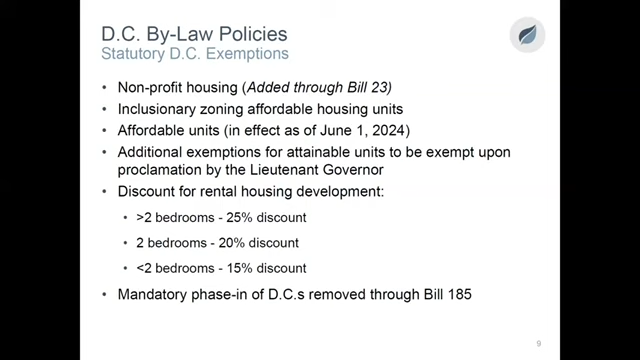 D.C. By-Law Policies
Statutory D.C. Exemptions
• Non-profit housing (Added through Bill 23)
• Inclusionary zoning affordable housing units
• Affordable units (in effect as of June 1, 2024)
• Additional exemptions for attainable units to be exempt upon
proclamation by the Lieutenant Governor
• Discount for rental housing development:
• >2 bedrooms - 25% discount
• 2 bedrooms - 20% discount
• <2 bedrooms - 15% discount
• Mandatory phase-in of D.C.s removed through Bill 185
9